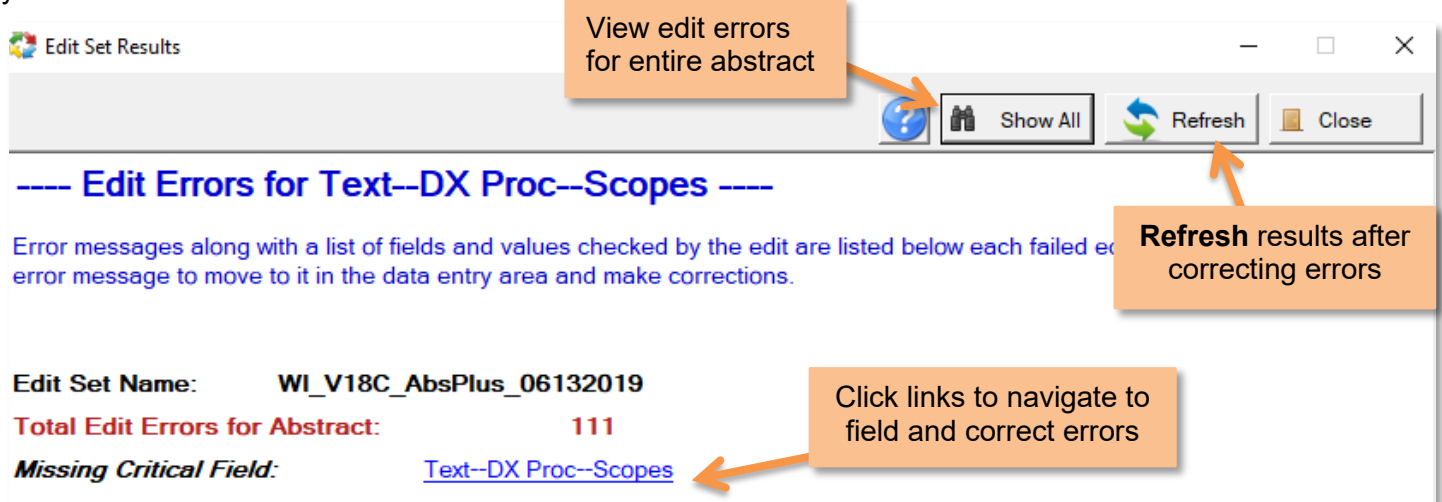 View edit errors
for entire abstract
Edit Set Results
Show All
Refresh
Close
---- Edit Errors for Text--DX Proc--Scopes ----
Error messages along with a list of fields and values checked by the edit are listed below each failed
error message to move to it in the data entry area and make corrections.
Refresh results after
correcting errors
Edit Set Name: WI_V18C_AbsPlus_06132019
Total Edit Errors for Abstract: 111
Missing Critical Field: Text--DX Proc--Scopes
Click links to navigate to
field and correct errors